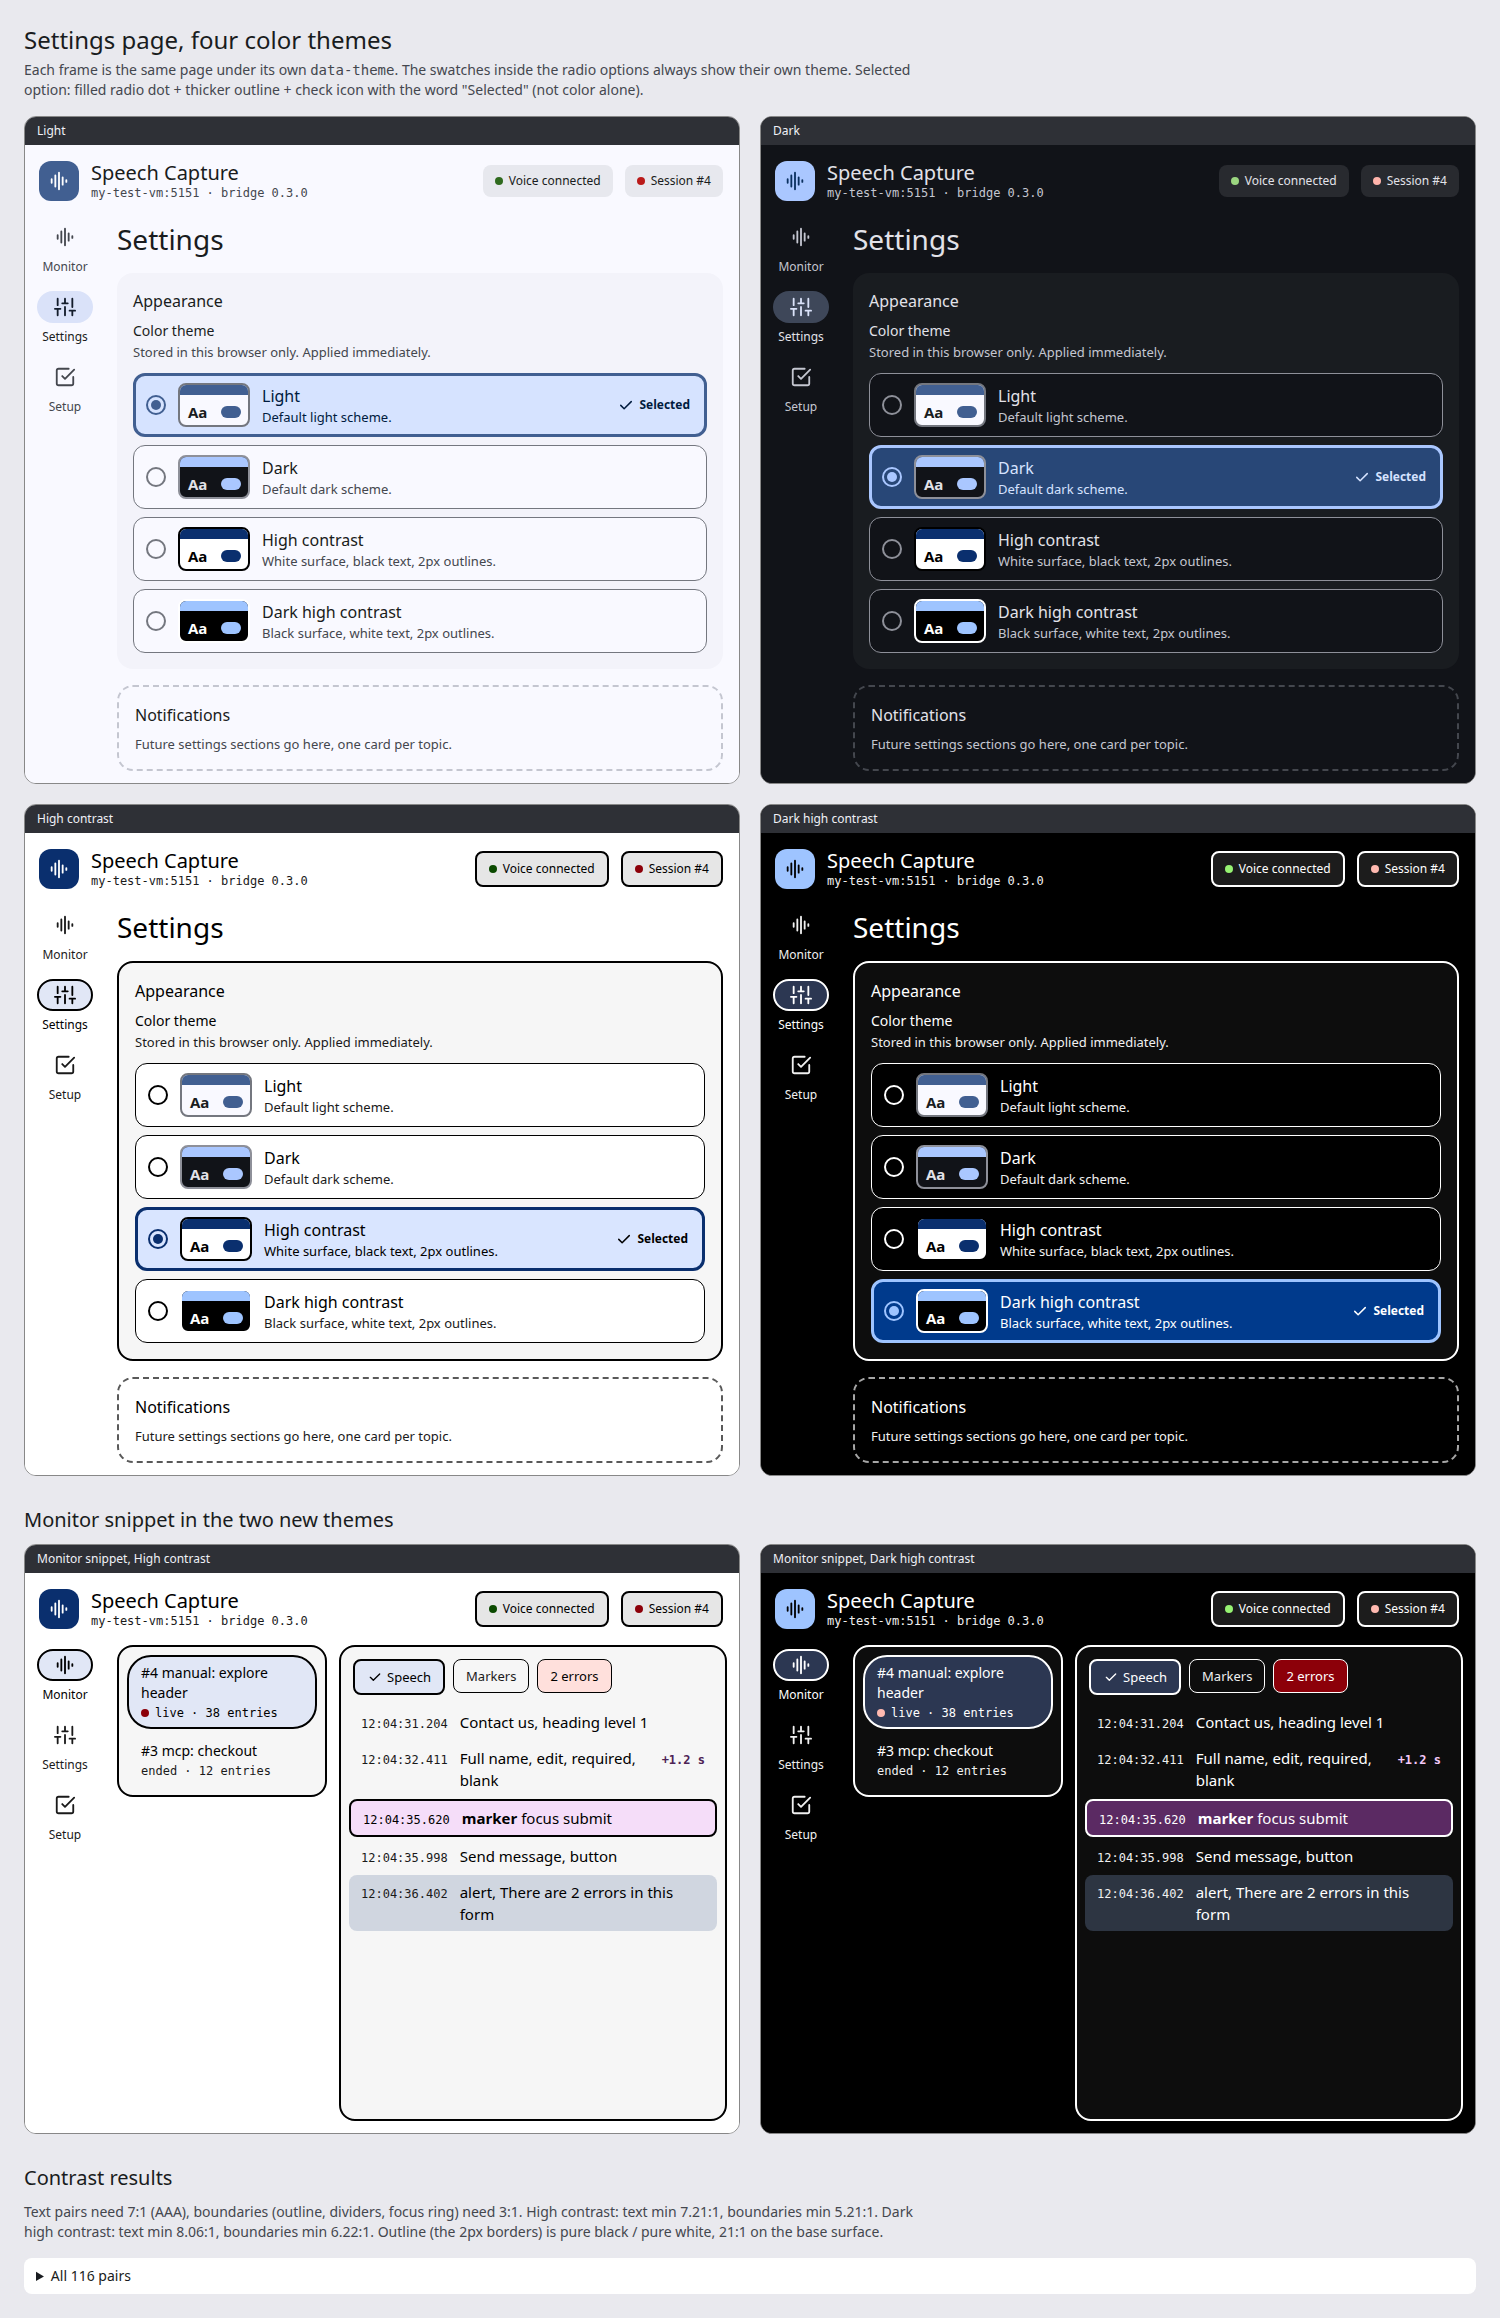 Settings page, four color themes
Each frame is the same page under its own data-theme. The swatches inside the radio options always show their own theme. Selected
option: filled radio dot + thicker outline + check icon with the word "Selected" (not color alone).
Light
Speech Capture
my-test-vm:5151 · bridge 0.3.0
Voice connected
Session #4
Monitor
Settings
Setup
Settings
Appearance
Color theme
Stored in this browser only. Applied immediately.
Aa
Light
Default light scheme.
Selected
Aa
Dark
Default dark scheme.
Aa
High contrast
White surface, black text, 2px outlines.
Aa
Dark high contrast
Black surface, white text, 2px outlines.
Notifications
Future settings sections go here, one card per topic.
Dark
Speech Capture
my-test-vm:5151 · bridge 0.3.0
Voice connected
Session #4
Monitor
Settings
Setup
Settings
Appearance
Color theme
Stored in this browser only. Applied immediately.
Aa
Light
Default light scheme.
Aa
Dark
Default dark scheme.
Selected
Aa
High contrast
White surface, black text, 2px outlines.
Aa
Dark high contrast
Black surface, white text, 2px outlines.
Notifications
Future settings sections go here, one card per topic.
High contrast
Speech Capture
my-test-vm:5151 · bridge 0.3.0
Voice connected
Session #4
Monitor
Settings
Setup
Settings
Appearance
Color theme
Stored in this browser only. Applied immediately.
Aa
Light
Default light scheme.
Aa
Dark
Default dark scheme.
Aa
High contrast
White surface, black text, 2px outlines.
Selected
Aa
Dark high contrast
Black surface, white text, 2px outlines.
Notifications
Future settings sections go here, one card per topic.
Dark high contrast
Speech Capture
my-test-vm:5151 · bridge 0.3.0
Voice connected
Session #4
Monitor
Settings
Setup
Settings
Appearance
Color theme
Stored in this browser only. Applied immediately.
Aa
Light
Default light scheme.
Aa
Dark
Default dark scheme.
Aa
High contrast
White surface, black text, 2px outlines.
Aa
Dark high contrast
Black surface, white text, 2px outlines.
Selected
Notifications
Future settings sections go here, one card per topic.
Monitor snippet in the two new themes
Monitor snippet, High contrast
Speech Capture
my-test-vm:5151 · bridge 0.3.0
Voice connected
Session #4
Monitor
Settings
Setup
#4 manual: explore
header
live · 38 entries
#3 mcp: checkout
ended · 12 entries
Speech
Markers
2 errors
12:04:31.204 Contact us, heading level 1
12:04:32.411 Full name, edit, required, +1.2 s
blank
12:04:35.620 marker focus submit
12:04:35.998 Send message, button
12:04:36.402 alert, There are 2 errors in this
form
Monitor snippet, Dark high contrast
Speech Capture
my-test-vm:5151 · bridge 0.3.0
Voice connected
Session #4
Monitor
Settings
Setup
#4 manual: explore
header
live · 38 entries
#3 mcp: checkout
ended · 12 entries
Speech
Markers
2 errors
12:04:31.204 Contact us, heading level 1
12:04:32.411 Full name, edit, required, +1.2 s
blank
12:04:35.620 marker focus submit
12:04:35.998 Send message, button
12:04:36.402 alert, There are 2 errors in this
form
Contrast results
Text pairs need 7:1 (AAA), boundaries (outline, dividers, focus ring) need 3:1. High contrast: text min 7.21:1, boundaries min 5.21:1. Dark
high contrast: text min 8.06:1, boundaries min 6.22:1. Outline (the 2px borders) is pure black / pure white, 21:1 on the base surface.
All 116 pairs